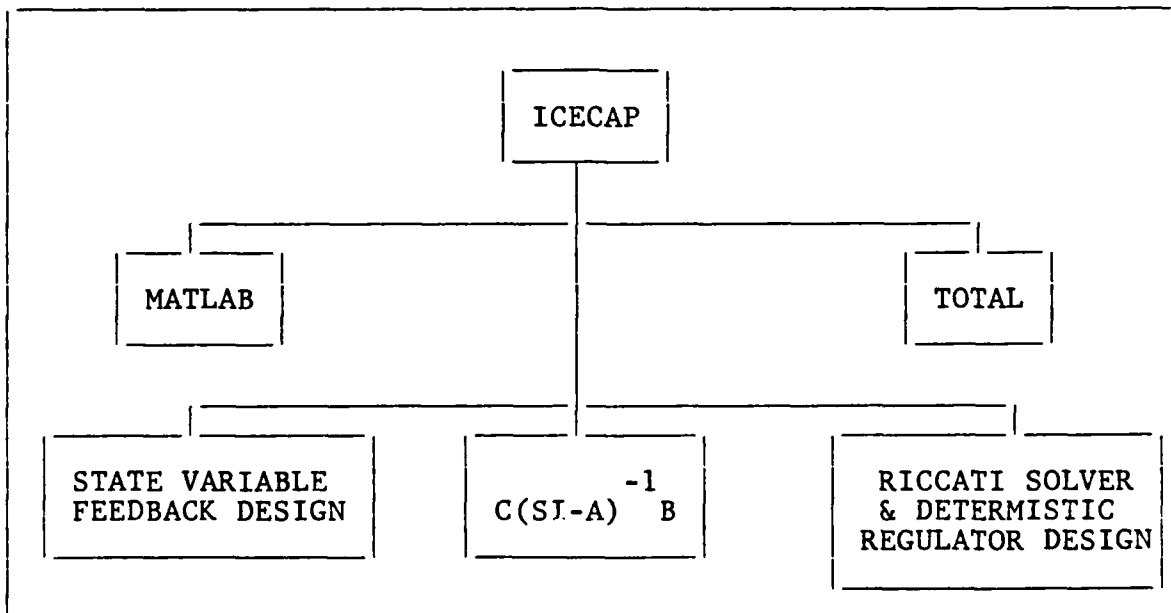 ICECAP
MATLAB
TOTAL
STATE VARIABLE
FEEDBACK DESIGN
C(SI-A)^-1 B
RICCATI SOLVER
& DETERMISTIC
REGULATOR DESIGN